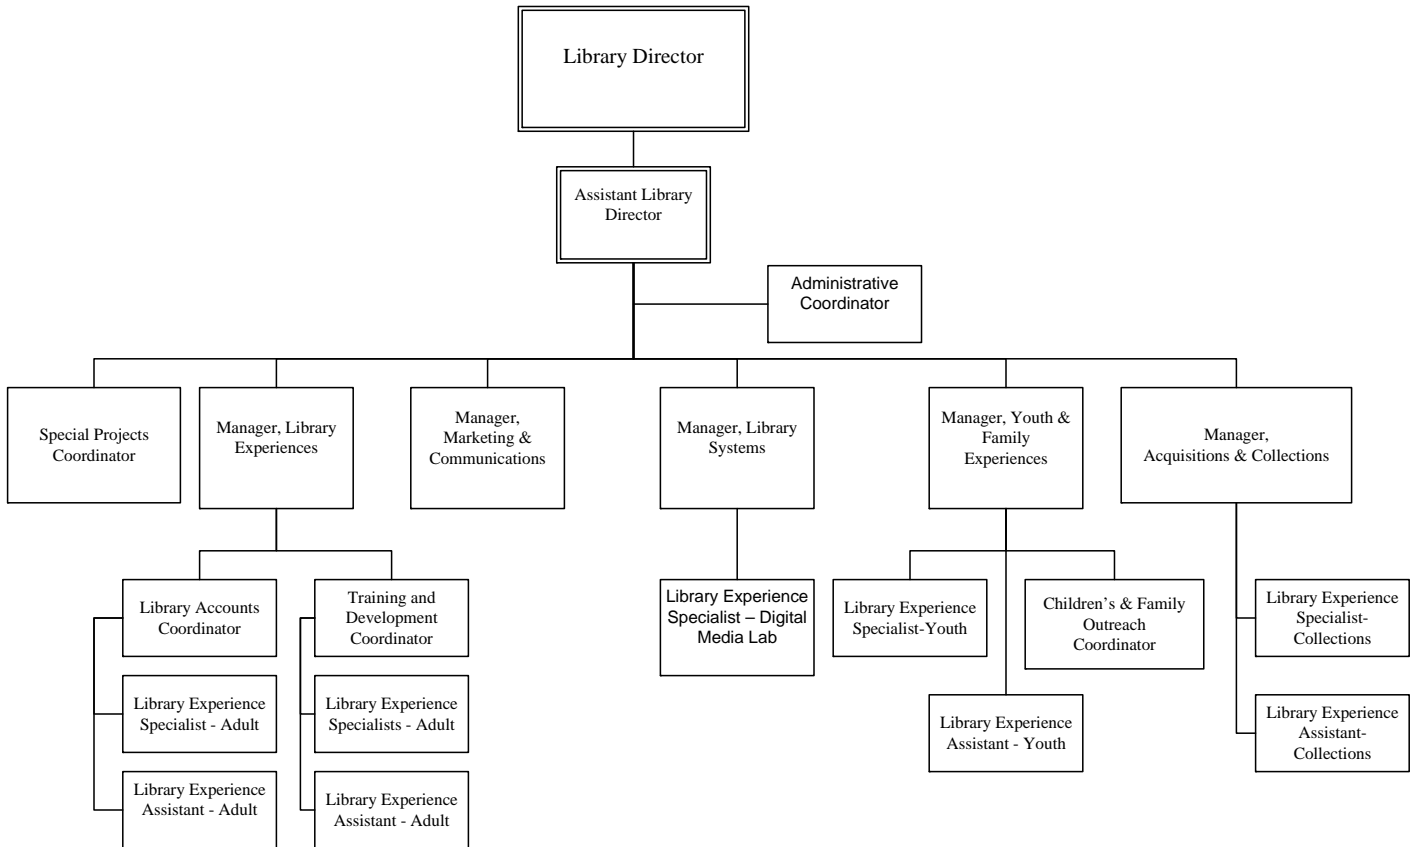 Library Director
Assistant Library
Director
Administrative
Coordinator
Special Projects
Coordinator
Manager, Library
Experiences
Manager,
Marketing &
Communications
Manager, Library
Systems
Manager, Youth &
Family
Experiences
Manager,
Acquisitions & Collections
Library Accounts
Coordinator
Training and
Development
Coordinator
Library Experience
Specialist – Digital
Media Lab
Library Experience
Specialist-Youth
Children’s & Family
Outreach
Coordinator
Library Experience
Specialist-
Collections
Library Experience
Specialist - Adult
Library Experience
Specialists - Adult
Library Experience
Assistant - Youth
Library Experience
Assistant-
Collections
Library Experience
Assistant - Adult
Library Experience
Assistant - Adult